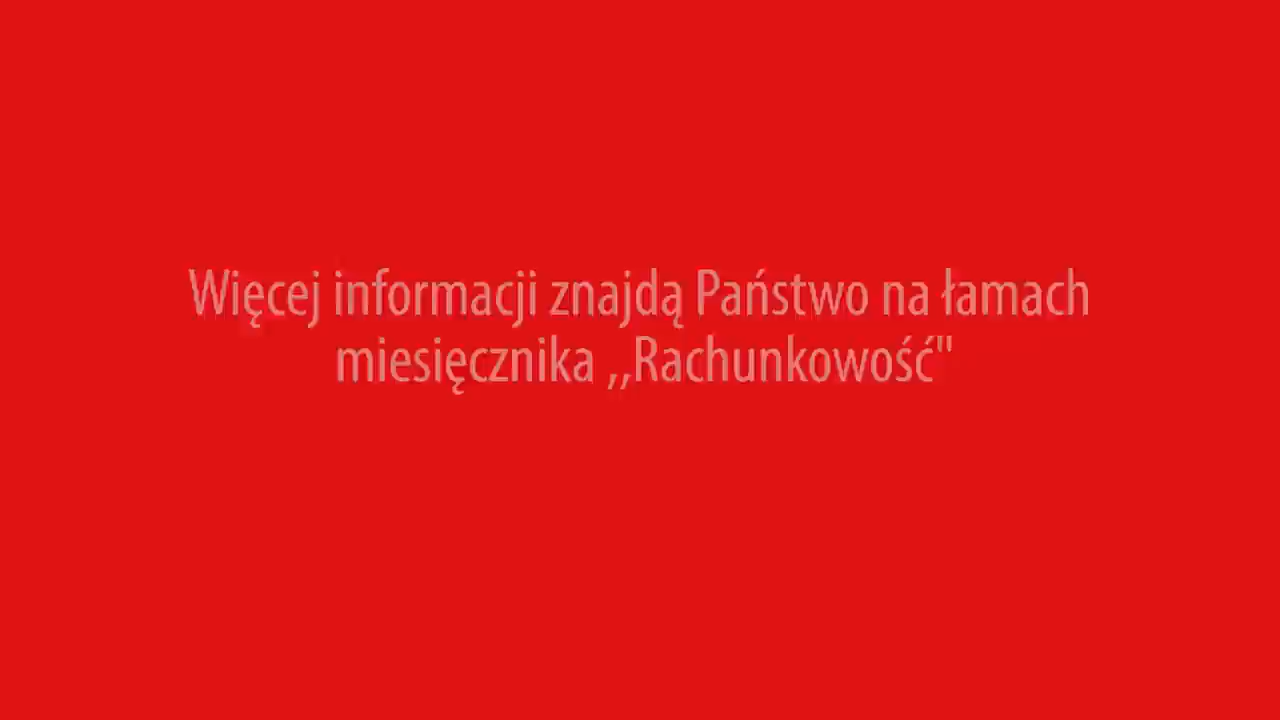 Więcej informacji znajdą Państwo na łamach
miesięcznika ,,Rachunkowość"